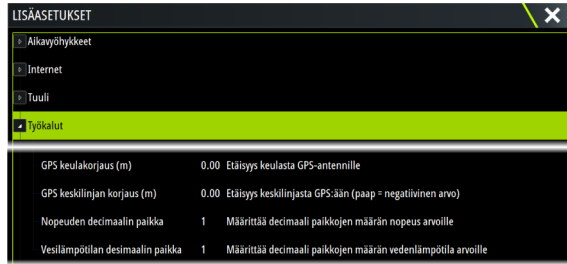 LISÄASETUKSET
Aikavyöhykkeet
Internet
Tuuli
Työkalut
GPS keulakorjaus (m) 0.00 Etäisyys keulasta GPS-antennille
GPS keskilinjan korjaus (m) 0.00 Etäisyys keskilinjasta GPS:ään (paap = negatiivinen arvo)
Nopeuden decimaalin paikka 1 Määrittää decimaali paikkojen määrän nopeus arvoille
Vesilämpötilan desimaalin paikka 1 Määrittää decimaali paikkojen määrän vedenlämpötila arvoille